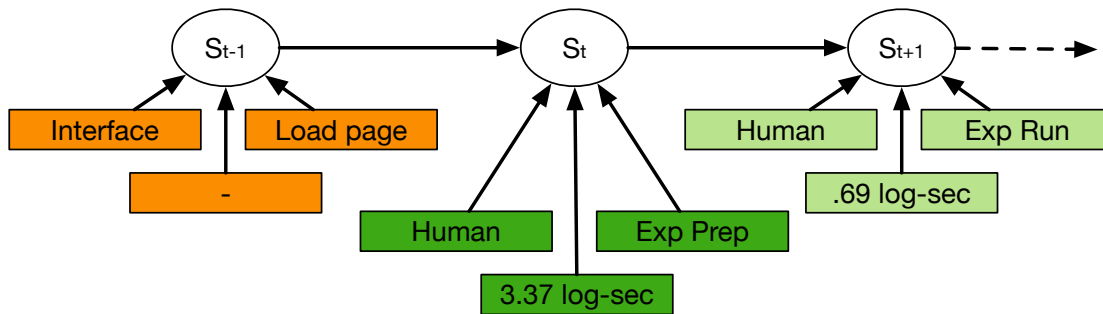 St-1
St
St+1
Interface
Load page
-
Human
Exp Prep
3.37 log-sec
Human
Exp Run
.69 log-sec